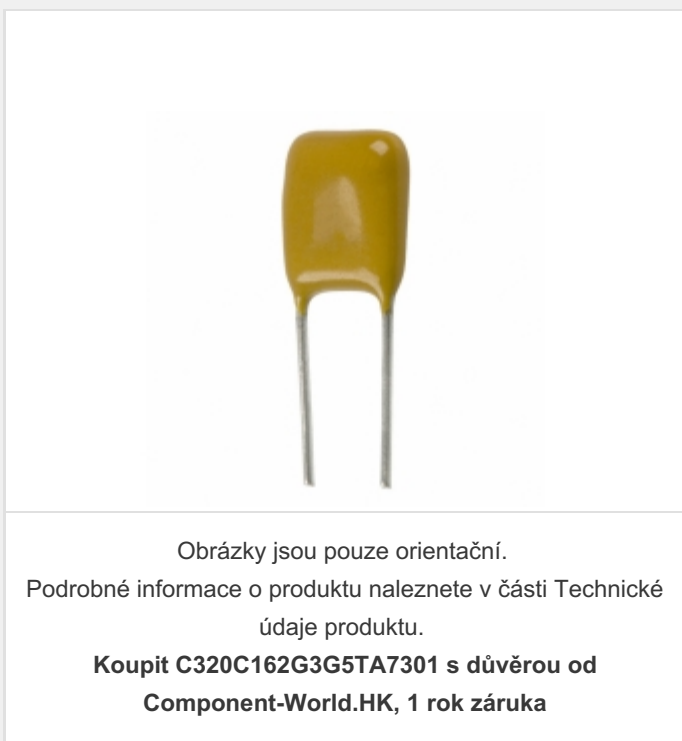 Obrázky jsou pouze orientační.
Podrobné informace o produktu naleznete v části Technické
údaje produktu.
Koupit C320C162G3G5TA7301 s důvěrou od
Component-World.HK, 1 rok záruka